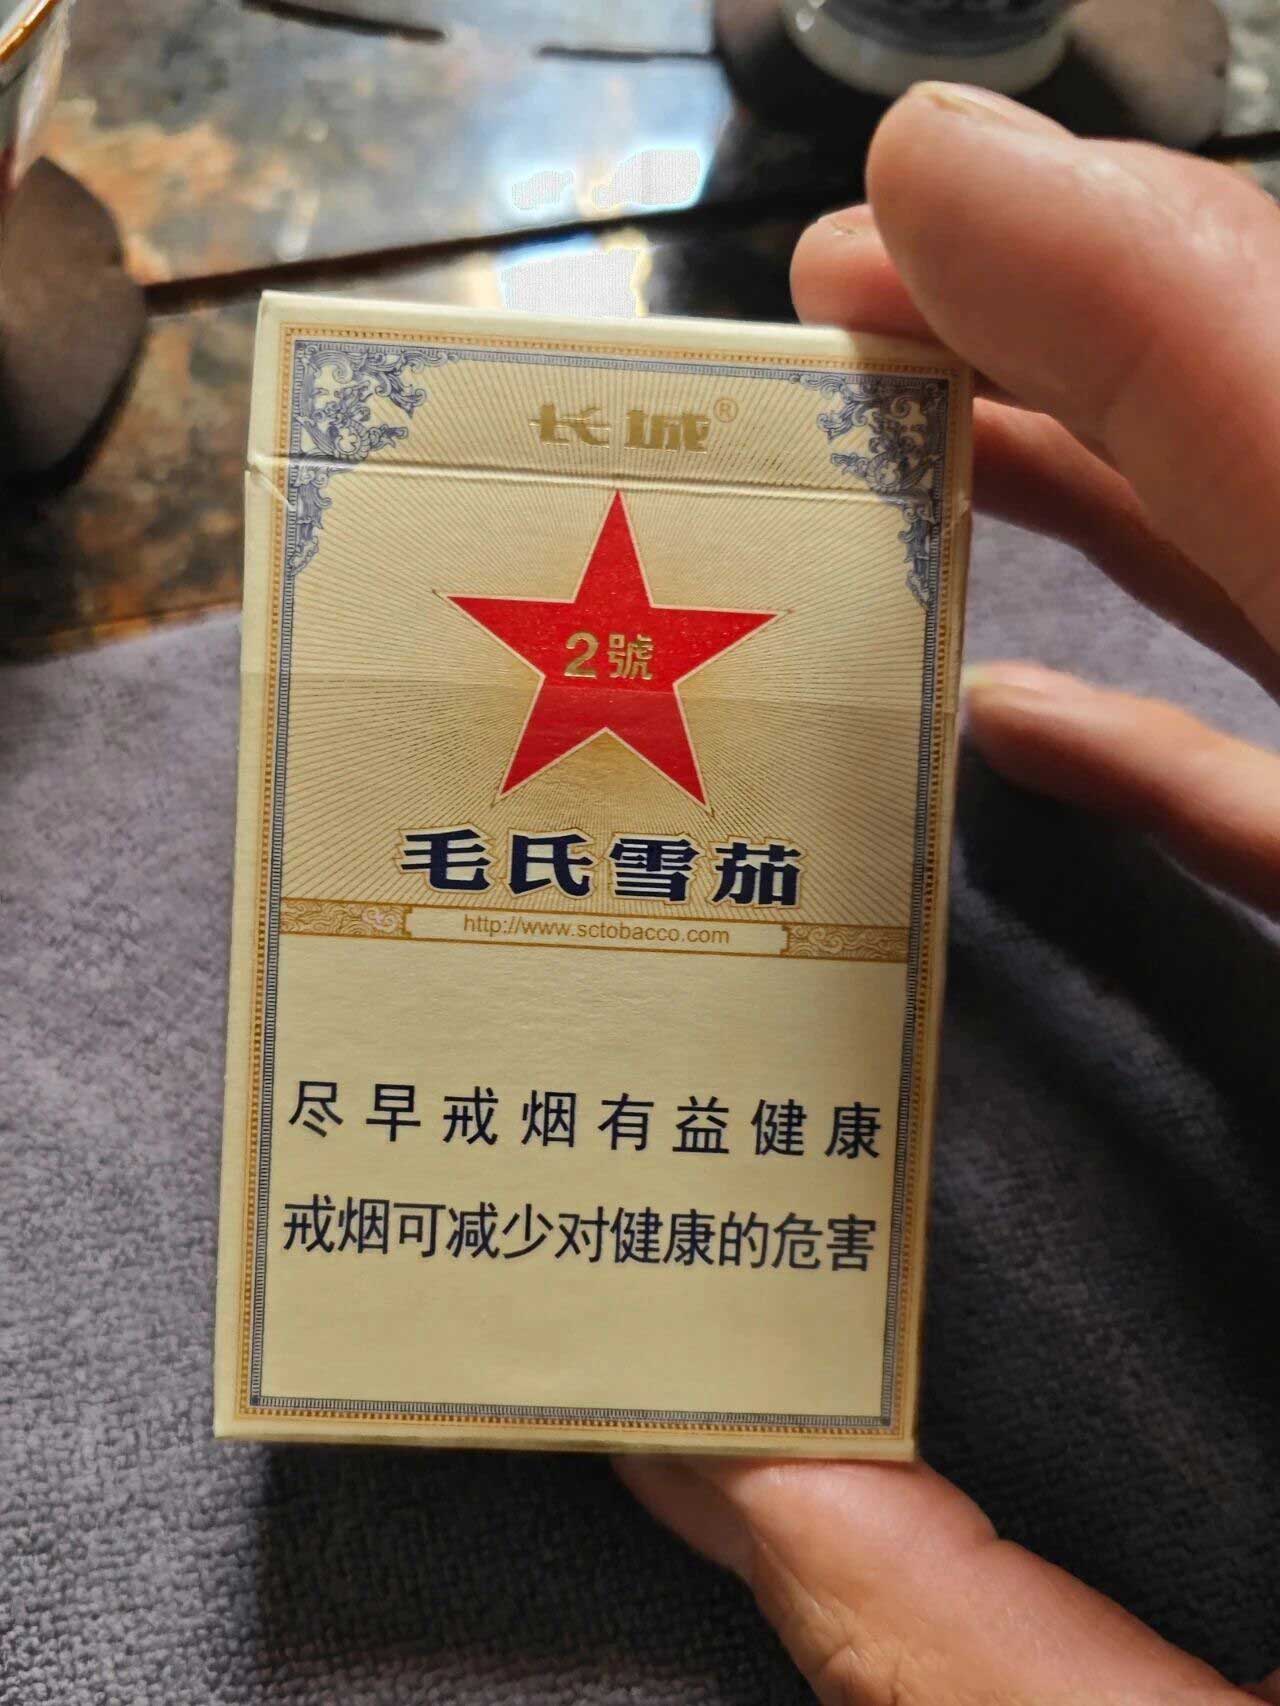 长城®
2號
毛氏雪茄
http://www.sctobacco.com
尽早戒烟有益健康
戒烟可减少对健康的危害